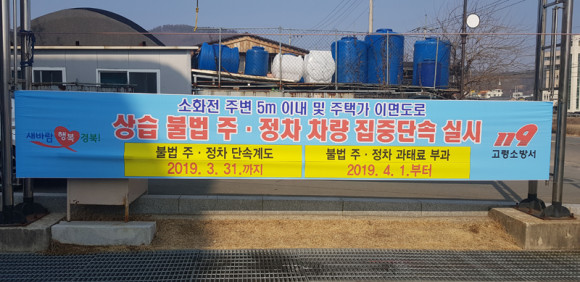 소화전 주변 5m 이내 및 주택가 이면도로
새바람 행복 경북!
상습 불법 주·정차 차량 집중단속 실시
119
고령소방서
불법 주·정차 단속계도
2019. 3. 31.까지
불법 주·정차 과태료 부과
2019. 4. 1.부터